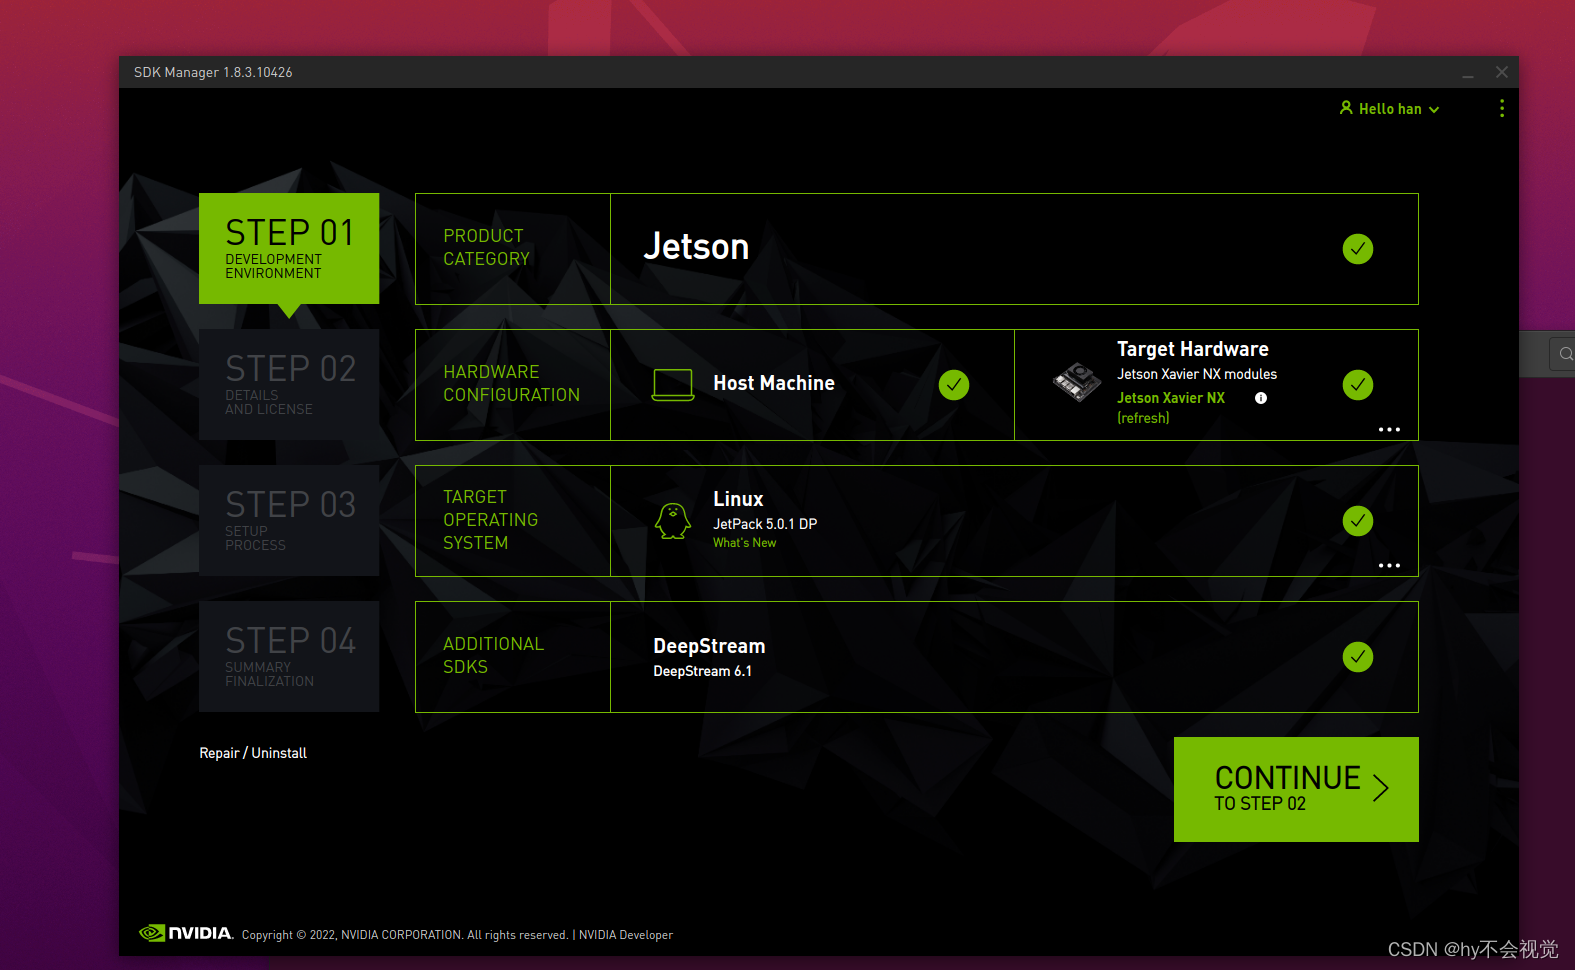 SDK Manager 1.8.3.10426
Hello han
STEP 01
DEVELOPMENT
ENVIRONMENT
PRODUCT
CATEGORY
Jetson
STEP 02
DETAILS
AND LICENSE
HARDWARE
CONFIGURATION
Host Machine
Target Hardware
Jetson Xavier NX modules
Jetson Xavier NX
(refresh)
STEP 03
SETUP
PROCESS
TARGET
OPERATING
SYSTEM
Linux
JetPack 5.0.1 DP
What's New
STEP 04
SUMMARY
FINALIZATION
ADDITIONAL
SDKS
DeepStream
DeepStream 6.1
Repair / Uninstall
CONTINUE
TO STEP 02
NVIDIA. Copyright © 2022, NVIDIA CORPORATION. All rights reserved. | NVIDIA Developer
CSDN @hy不会视觉